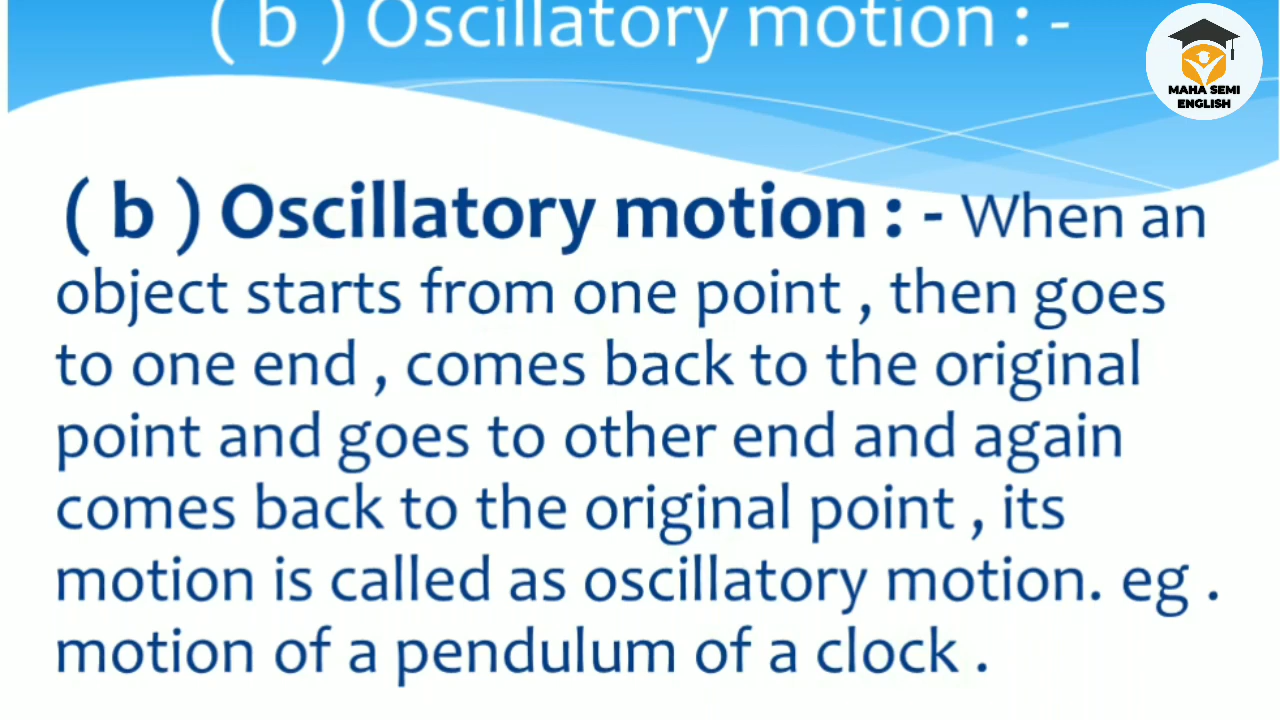 ( b ) Oscillatory motion : -
MAHA SEMI
ENGLISH
( b ) Oscillatory motion : - When an
object starts from one point , then goes
to one end , comes back to the original
point and goes to other end and again
comes back to the original point , its
motion is called as oscillatory motion. eg .
motion of a pendulum of a clock .